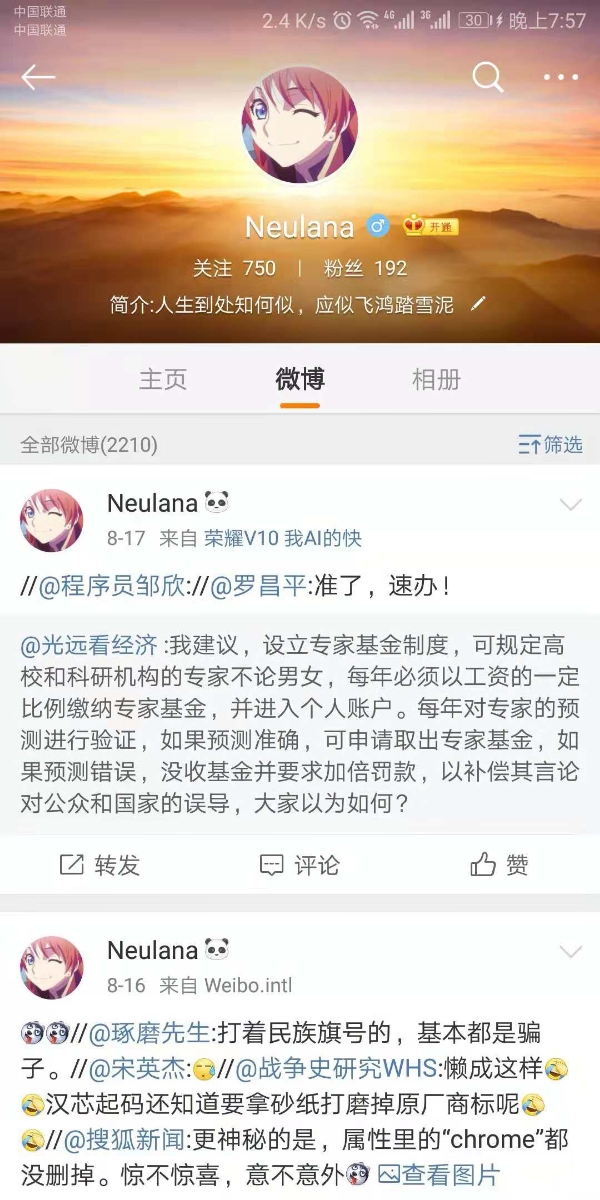 中国联通
中国联通
2.4 K/s 4G 3G 30 晚上7:57
Neulana 开通
关注 750 | 粉丝 192
简介:人生到处知何似，应似飞鸿踏雪泥
主页 微博 相册
全部微博(2210) 筛选
Neulana
8-17 来自 荣耀V10 我AI的快
//@程序员邹欣://@罗昌平:准了，速办！
@光远看经济 :我建议，设立专家基金制度，可规定高
校和科研机构的专家不论男女，每年必须以工资的一定
比例缴纳专家基金，并进入个人账户。每年对专家的预
测进行验证，如果预测准确，可申请取出专家基金，如
果预测错误，没收基金并要求加倍罚款，以补偿其言论
对公众和国家的误导，大家以为如何？
转发 评论 赞
Neulana
8-16 来自 Weibo.intl
//@琢磨先生:打着民族旗号的，基本都是骗
子。//@宋英杰://@战争史研究WHS:懒成这样
汉芯起码还知道要拿砂纸打磨掉原厂商标呢
//@搜狐新闻:更神秘的是，属性里的“chrome”都
没删掉。惊不惊喜，意不意外 查看图片